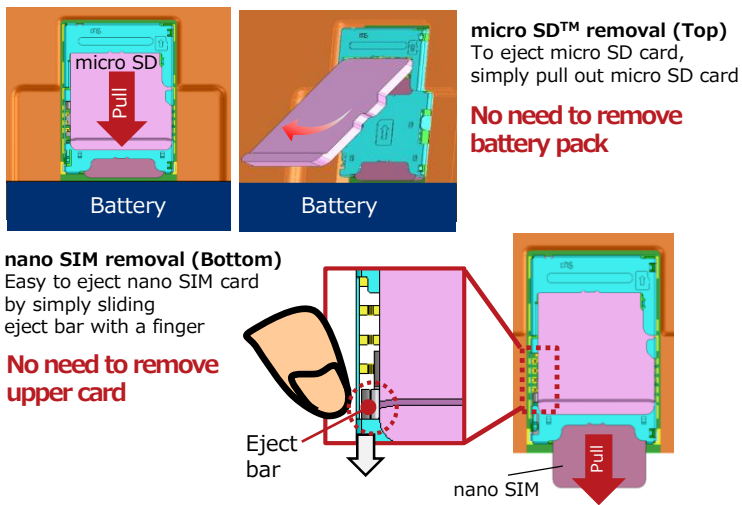 micro SD
Pull
Battery
Battery
micro SD™ removal (Top)
To eject micro SD card,
simply pull out micro SD card
No need to remove
battery pack
nano SIM removal (Bottom)
Easy to eject nano SIM card
by simply sliding
eject bar with a finger
No need to remove
upper card
Eject
bar
nano SIM
Pull